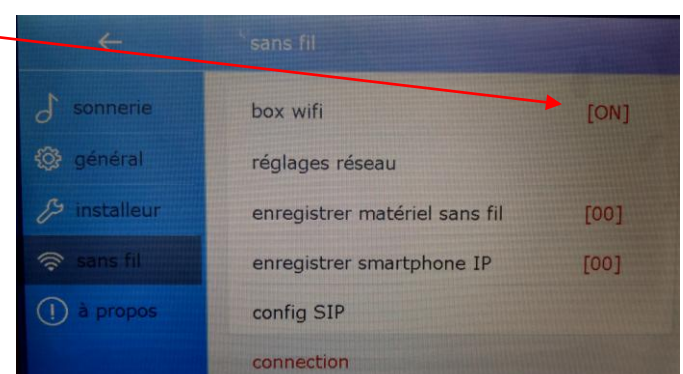 sans fil
sonnerie
général
installeur
sans fil
à propos
box wifi [ON]
réglages réseau
enregistrer matériel sans fil [00]
enregistrer smartphone IP [00]
config SIP
connection